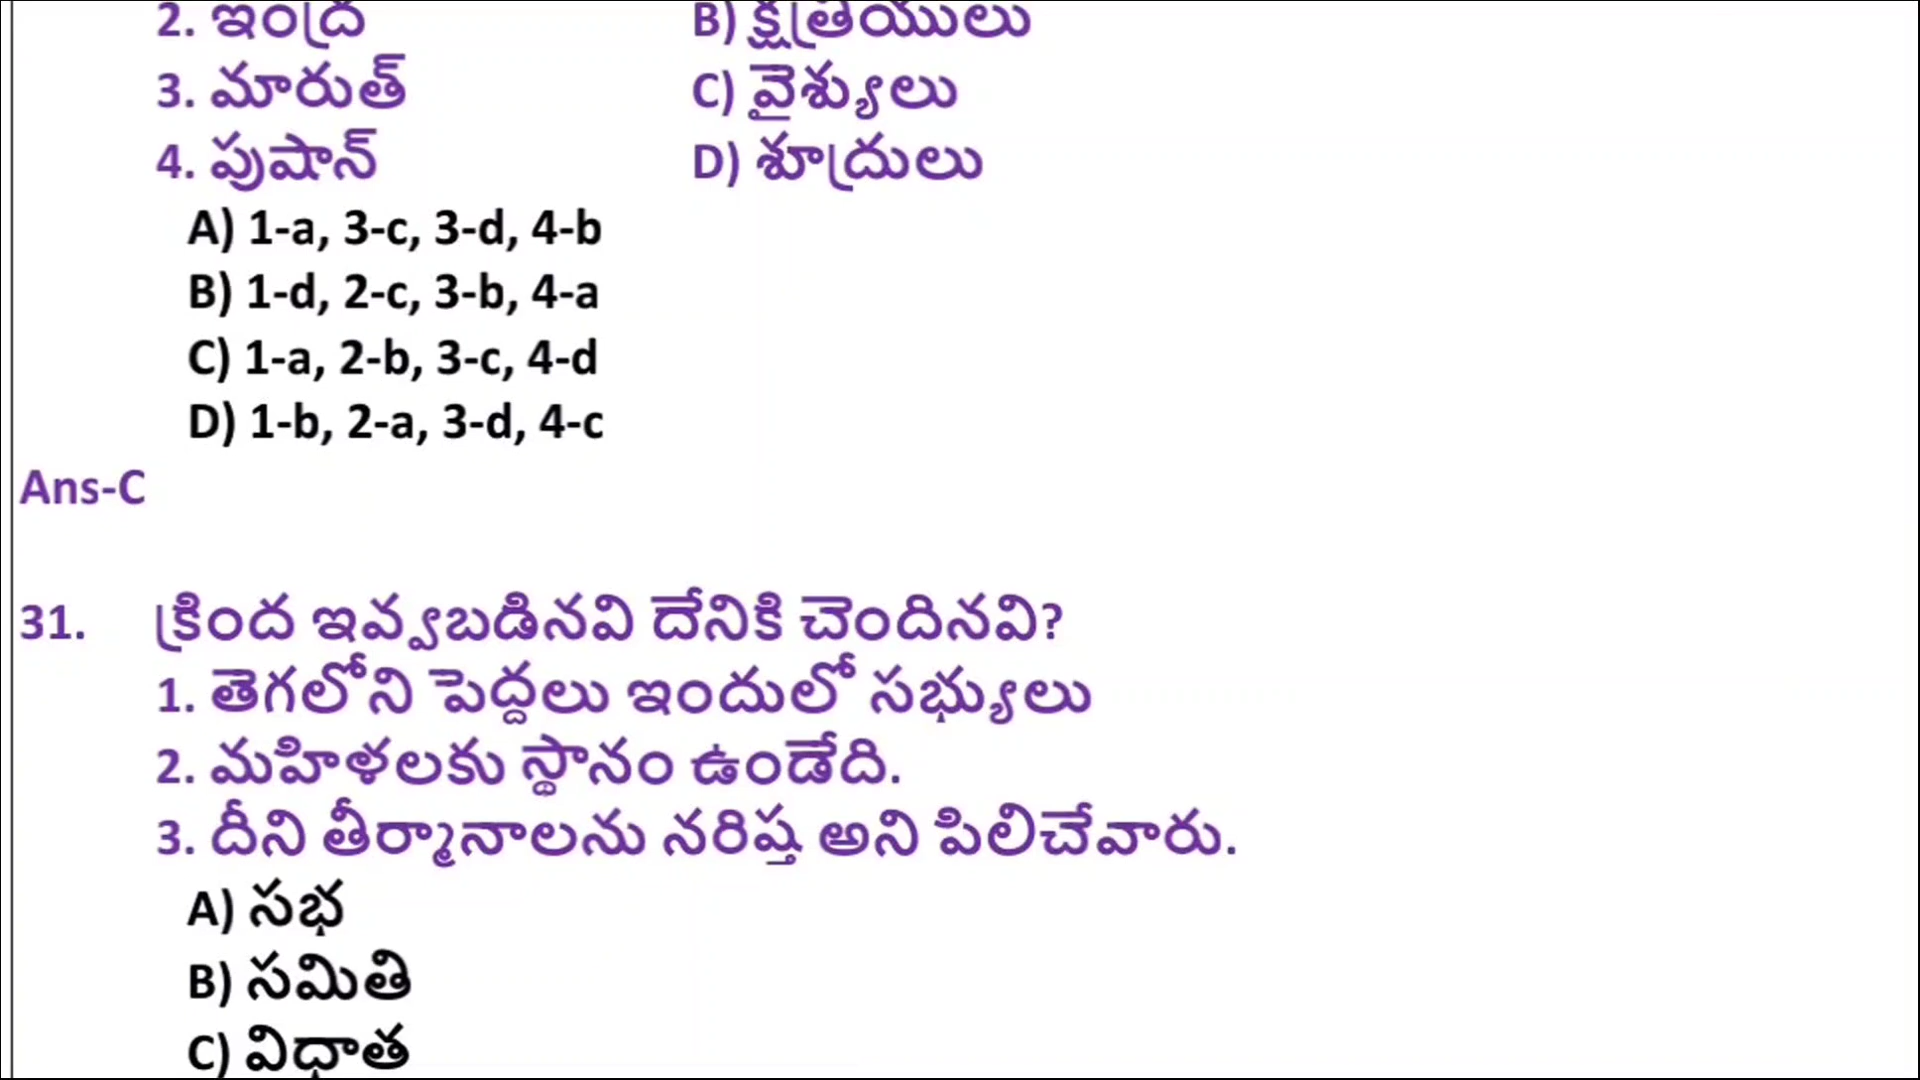 2. ఇంద్ర B) క్షత్రియులు
3. మారుత్ C) వైశ్యులు
4. పుషాన్ D) శూద్రులు
A) 1-a, 3-c, 3-d, 4-b
B) 1-d, 2-c, 3-b, 4-a
C) 1-a, 2-b, 3-c, 4-d
D) 1-b, 2-a, 3-d, 4-c
Ans-C
31. క్రింద ఇవ్వబడినవి దేనికి చెందినవి?
1. తెగలోని పెద్దలు ఇందులో సభ్యులు
2. మహిళలకు స్థానం ఉండేది.
3. దీని తీర్మానాలను నరిష్త అని పిలిచేవారు.
A) సభ
B) సమితి
C) విధాత